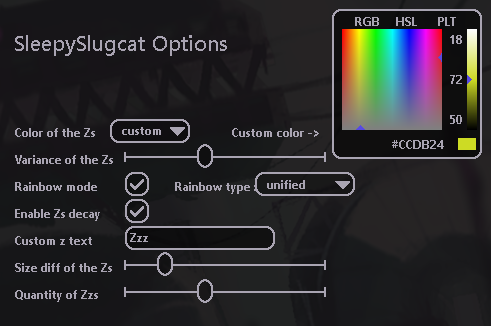 RGB HSL PLT
18
SleepySlugcat Options
72
50
Color of the Zs custom Custom color ->
#CCDB24
Variance of the Zs
Rainbow mode Rainbow type : unified
Enable Zs decay
Custom z text Zzz
Size diff of the Zs
Quantity of Zzs